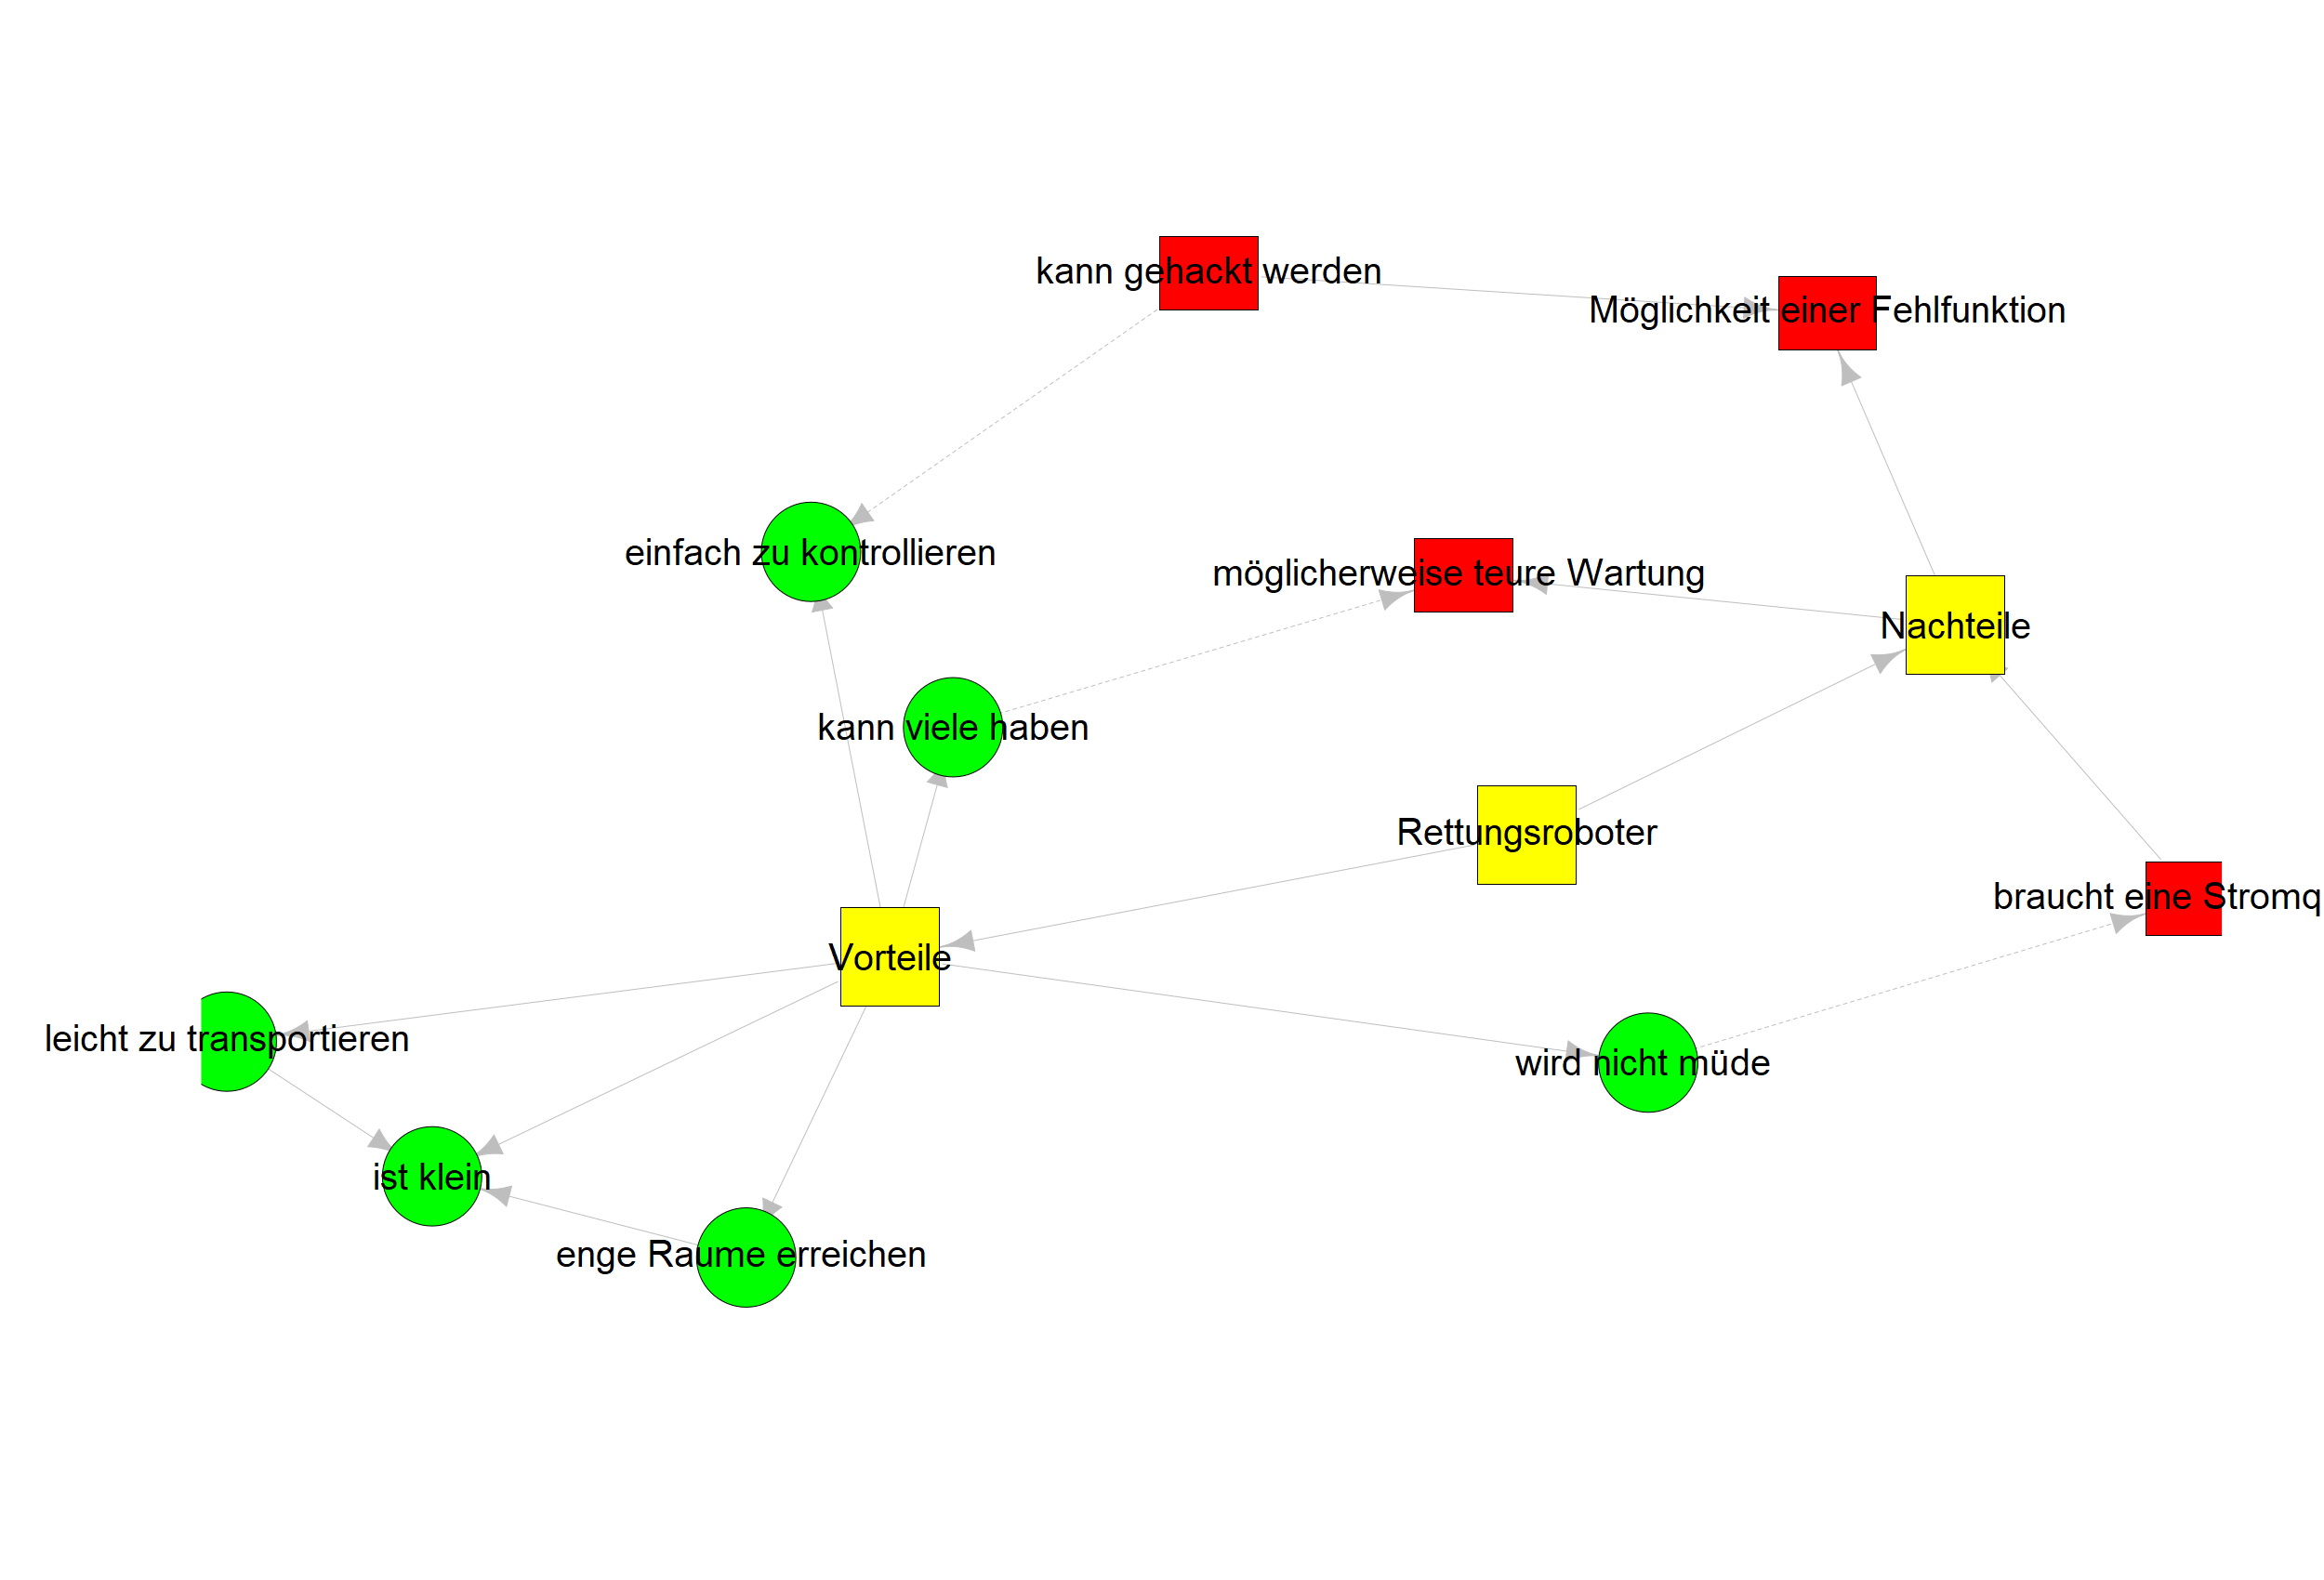 kann gehackt werden
Möglichkeit einer Fehlfunktion
einfach zu kontrollieren
möglicherweise teure Wartung
Nachteile
kann viele haben
Rettungsroboter
braucht eine Stromq
Vorteile
leicht zu transportieren
wird nicht müde
ist klein
enge Raume erreichen